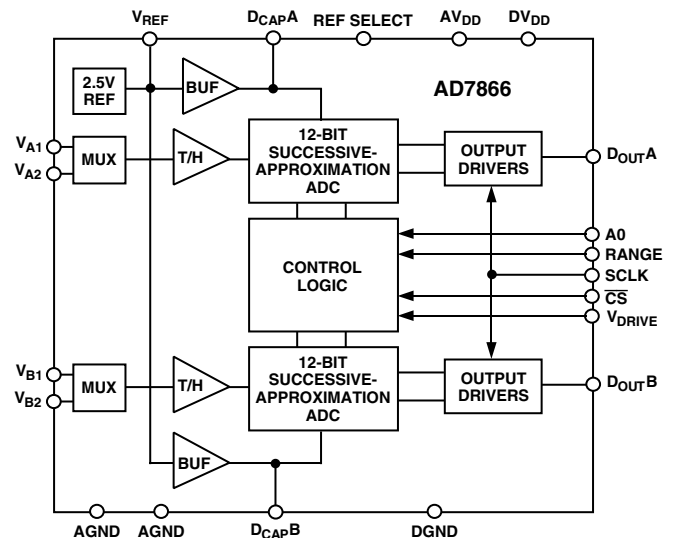 VREF DCAPA REF SELECT AVDD DVDD
2.5V
REF
BUF
AD7866
VA1
VA2
MUX
T/H
12-BIT
SUCCESSIVE-
APPROXIMATION
ADC
OUTPUT
DRIVERS
DOUTA
CONTROL
LOGIC
A0
RANGE
SCLK
CS
VDRIVE
VB1
VB2
MUX
T/H
12-BIT
SUCCESSIVE-
APPROXIMATION
ADC
OUTPUT
DRIVERS
DOUTB
BUF
AGND AGND DCAPB DGND